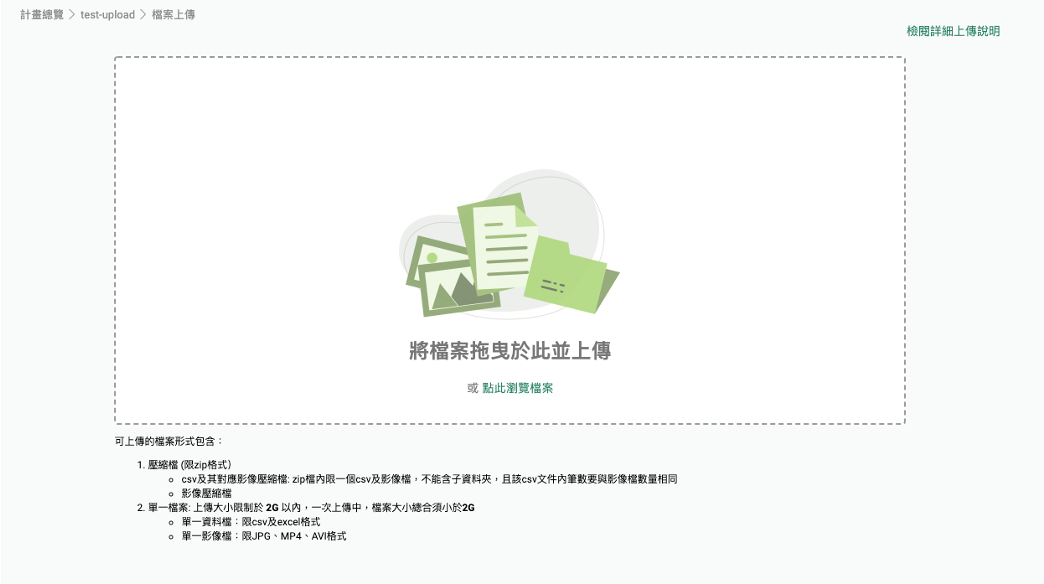 計畫總覽 > test-upload > 檔案上傳
檢閱詳細上傳說明
將檔案拖曳於此並上傳
或 點此瀏覽檔案
可上傳的檔案形式包含：
1. 壓縮檔 (限zip格式)
csv及其對應影像壓縮檔: zip檔內限一個csv及影像檔，不能含子資料夾，且該csv文件內筆數要與影像檔數量相同
影像壓縮檔
2. 單一檔案: 上傳大小限制於 2G 以內，一次上傳中，檔案大小總合須小於2G
單一資料檔：限csv及excel格式
單一影像檔：限JPG、MP4、AVI格式